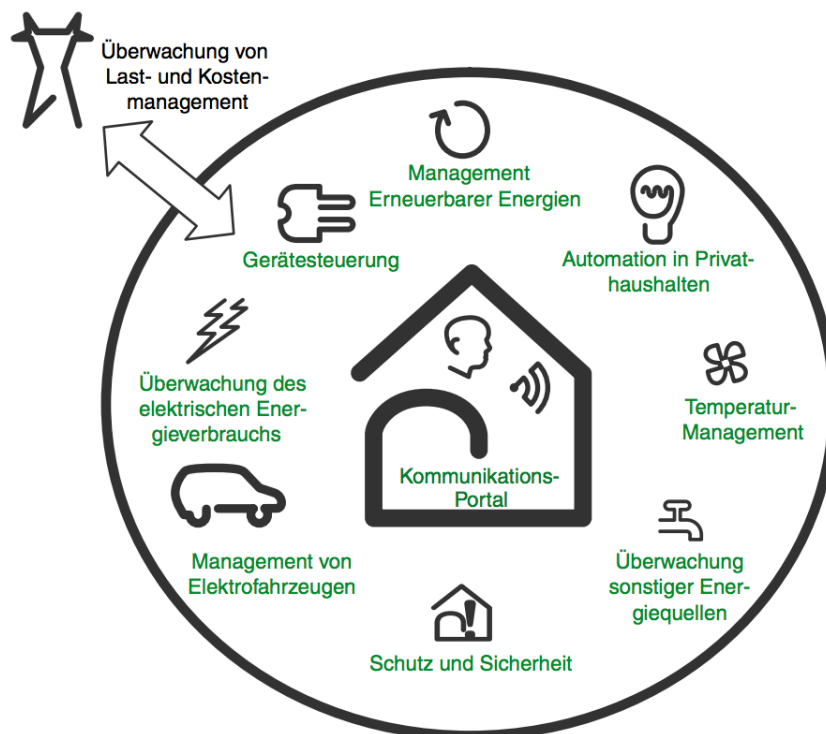 Überwachung von
Last- und Kosten-
management
Management
Erneuerbarer Energien
Gerätesteuerung
Automation in Privat-
haushalten
Überwachung des
elektrischen Ener-
gieverbrauchs
Temperatur-
Management
Kommunikations-
Portal
Management von
Elektrofahrzeugen
Überwachung
sonstiger Ener-
giequellen
Schutz und Sicherheit